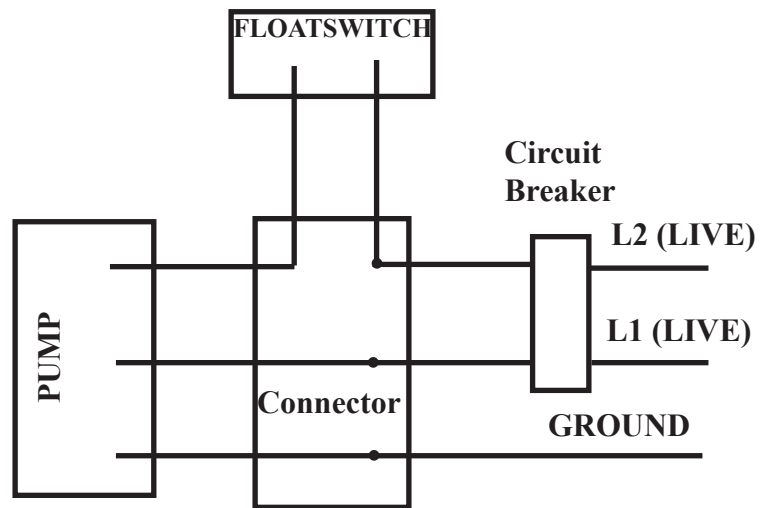 FLOATSWITCH
Circuit
Breaker
L2 (LIVE)
L1 (LIVE)
PUMP
Connector
GROUND